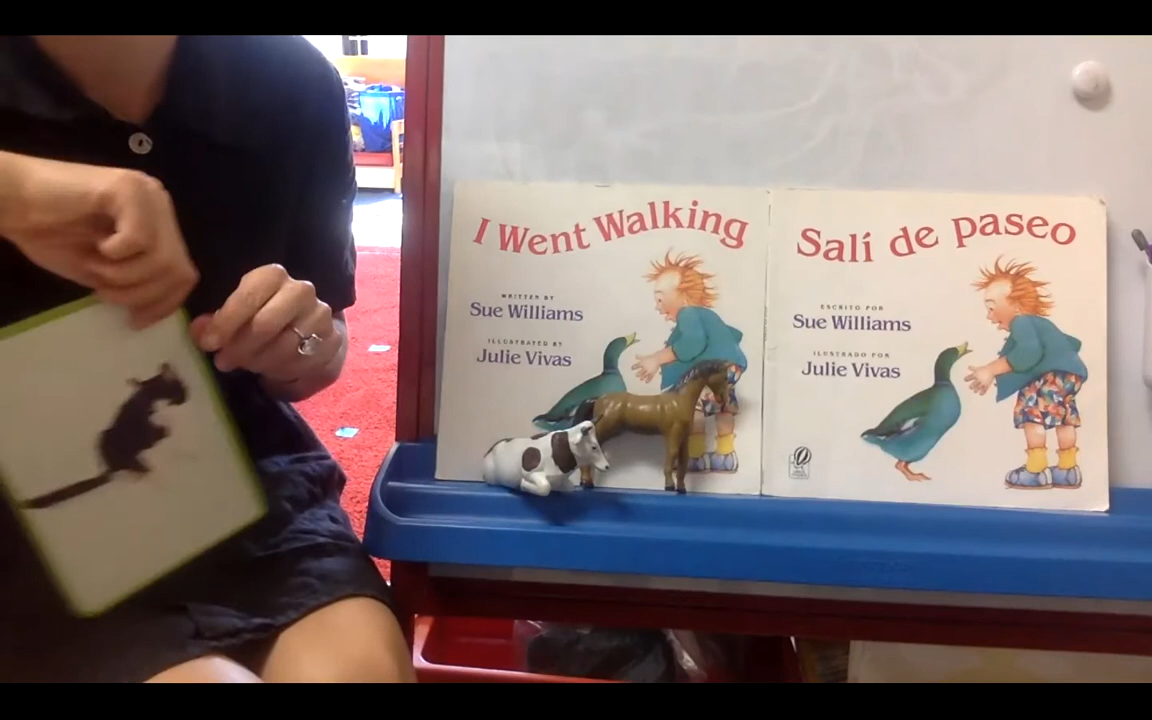 I Went Walking
WRITTEN BY
Sue Williams
ILLUSTRATED BY
Julie Vivas
Salí de paseo
ESCRITO POR
Sue Williams
ILUSTRADO POR
Julie Vivas